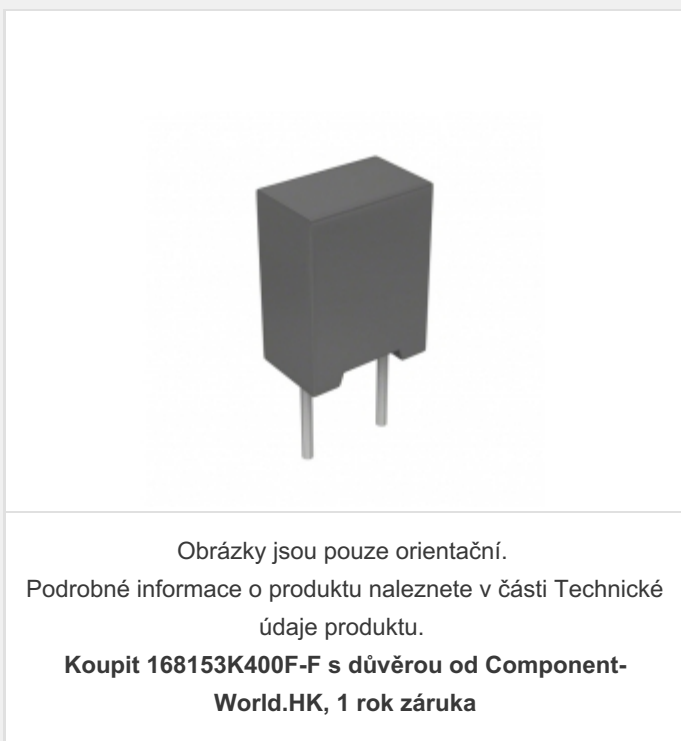 Obrázky jsou pouze orientační.
Podrobné informace o produktu naleznete v části Technické
údaje produktu.
Koupit 168153K400F-F s důvěrou od Component-
World.HK, 1 rok záruka